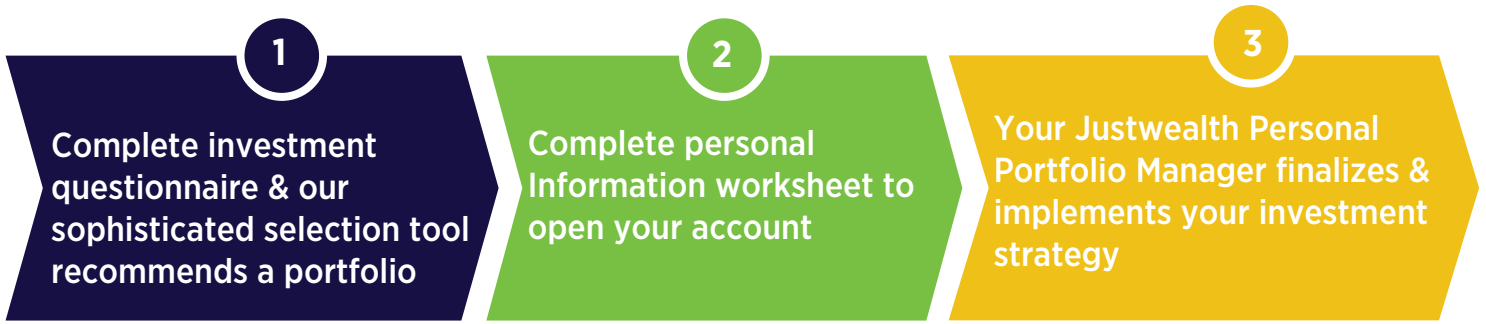 1
Complete investment
questionnaire & our
sophisticated selection tool
recommends a portfolio
2
Complete personal
Information worksheet to
open your account
3
Your Justwealth Personal
Portfolio Manager finalizes &
implements your investment
strategy